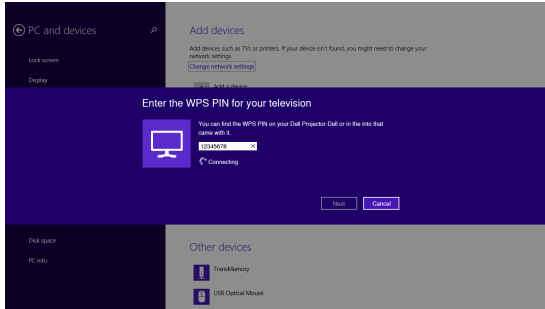 PC and devices
Lock screen
Display
Disk space
PC info
Add devices
Add devices such as TVs or printers. If your device isn't found, you might need to change your
network settings.
Change network settings
Add a device
Enter the WPS PIN for your television
You can find the WPS PIN on your Dell Projector-Dell or in the into that
came with it.
12345678
Connecting
Next
Cancel
Other devices
TransMemory
USB Optical Mouse